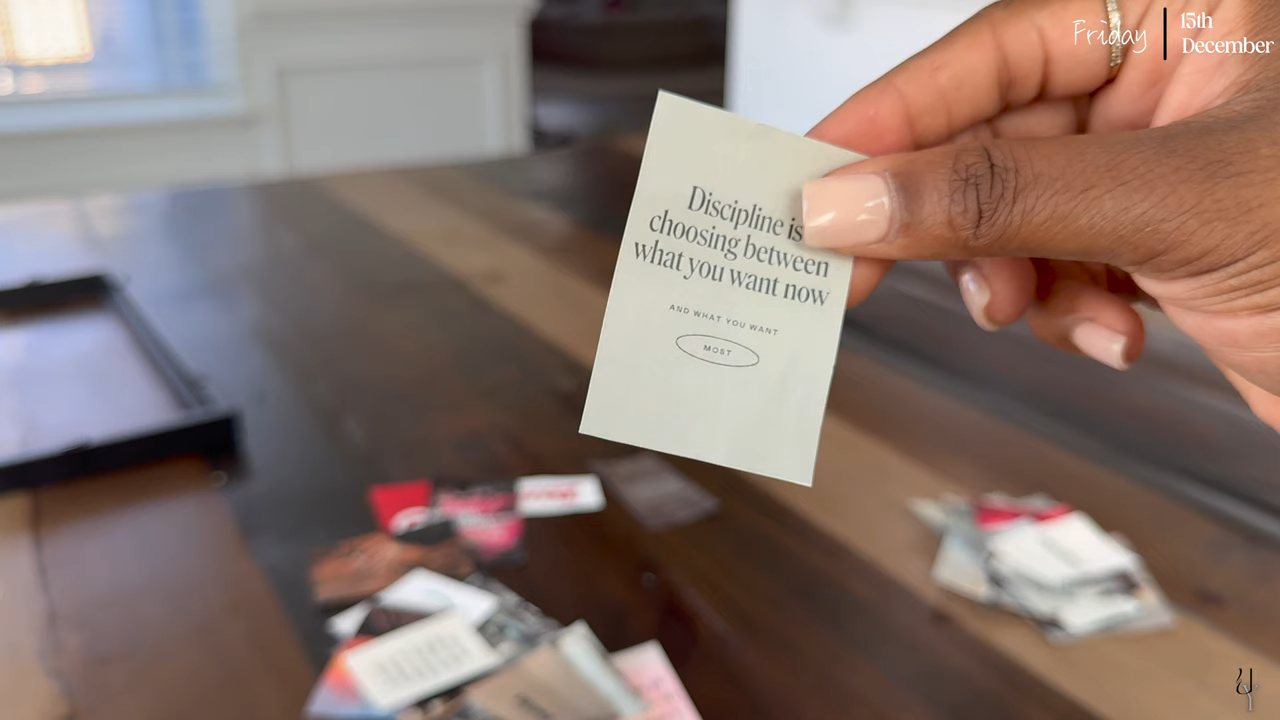 Friday
15th
December
Discipline is
choosing between
what you want now
AND WHAT YOU WANT
MOST